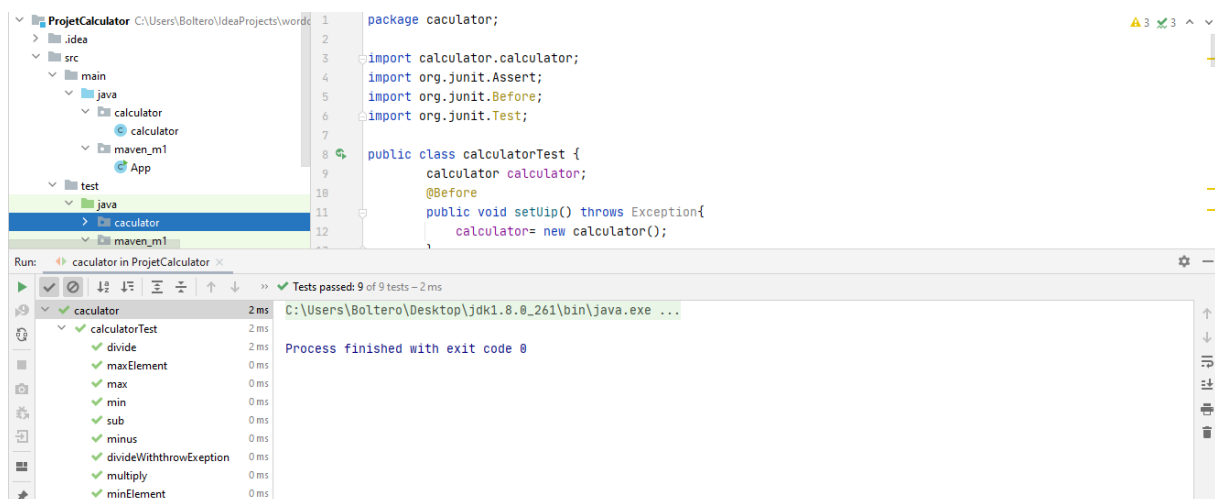 ProjetCalculator C:\Users\Boltero\IdeaProjects\wordc
.idea
src
main
java
calculator
calculator
maven_m1
App
test
java
caculator
maven_m1
1 package caculator;
2
3 import calculator.calculator;
4 import org.junit.Assert;
5 import org.junit.Before;
6 import org.junit.Test;
7
8 public class calculatorTest {
9 calculator calculator;
10 @Before
11 public void setUip() throws Exception{
12 calculator= new calculator();
}
3 3
Run: caculator in ProjetCalculator
Tests passed: 9 of 9 tests – 2 ms
caculator 2 ms
calculatorTest 2 ms
divide 2 ms
maxElement 0 ms
max 0 ms
min 0 ms
sub 0 ms
minus 0 ms
divideWiththrowExeption 0 ms
multiply 0 ms
minElement 0 ms
C:\Users\Boltero\Desktop\jdk1.8.0_261\bin\java.exe ...
Process finished with exit code 0